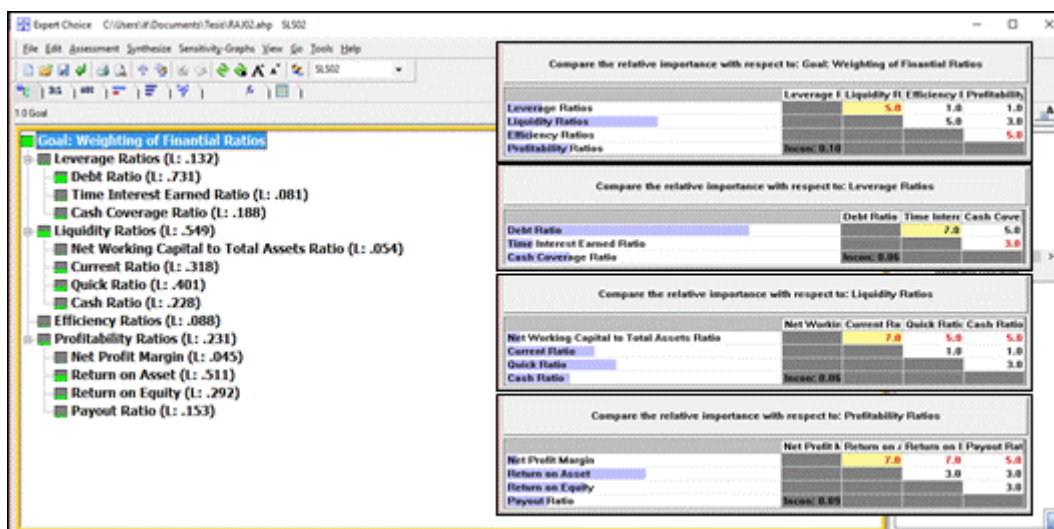 Expert Choice C:\Users\it\Documents\Tesis\RAJ02.ahp SLS02
File Edit Assessment Synthesize Sensitivity-Graphs View Go Tools Help
SLS02
1.0 Goal
Goal: Weighting of Finantial Ratios
Leverage Ratios (L: .132)
Debt Ratio (L: .731)
Time Interest Earned Ratio (L: .081)
Cash Coverage Ratio (L: .188)
Liquidity Ratios (L: .549)
Net Working Capital to Total Assets Ratio (L: .054)
Current Ratio (L: .318)
Quick Ratio (L: .401)
Cash Ratio (L: .228)
Efficiency Ratios (L: .088)
Profitability Ratios (L: .231)
Net Profit Margin (L: .045)
Return on Asset (L: .511)
Return on Equity (L: .292)
Payout Ratio (L: .153)
Compare the relative importance with respect to: Goal: Weighting of Financial Ratios
Leverage Liquidity Efficiency Profitability
Leverage Ratios 5.0 1.0 1.0
Liquidity Ratios 5.0 3.0
Efficiency Ratios 5.0
Profitability Ratios Incon: 0.10
Compare the relative importance with respect to: Leverage Ratios
Debt Ratio Time Interc Cash Cove
Debt Ratio 7.0 5.0
Time Interest Earned Ratio 3.0
Cash Coverage Ratio Incon: 0.06
Compare the relative importance with respect to: Liquidity Ratios
Net Workin Current Ra Quick Ratic Cash Ratio
Net Working Capital to Total Assets Ratio 7.0 5.0 5.0
Current Ratio 1.0 1.0
Quick Ratio 3.0
Cash Ratio Incon: 0.06
Compare the relative importance with respect to: Profitability Ratios
Net Profit Return on Return on Payout Rat
Net Profit Margin 7.0 7.0 5.0
Return on Asset 3.0 3.0
Return on Equity 3.0
Payout Ratio Incon: 0.09